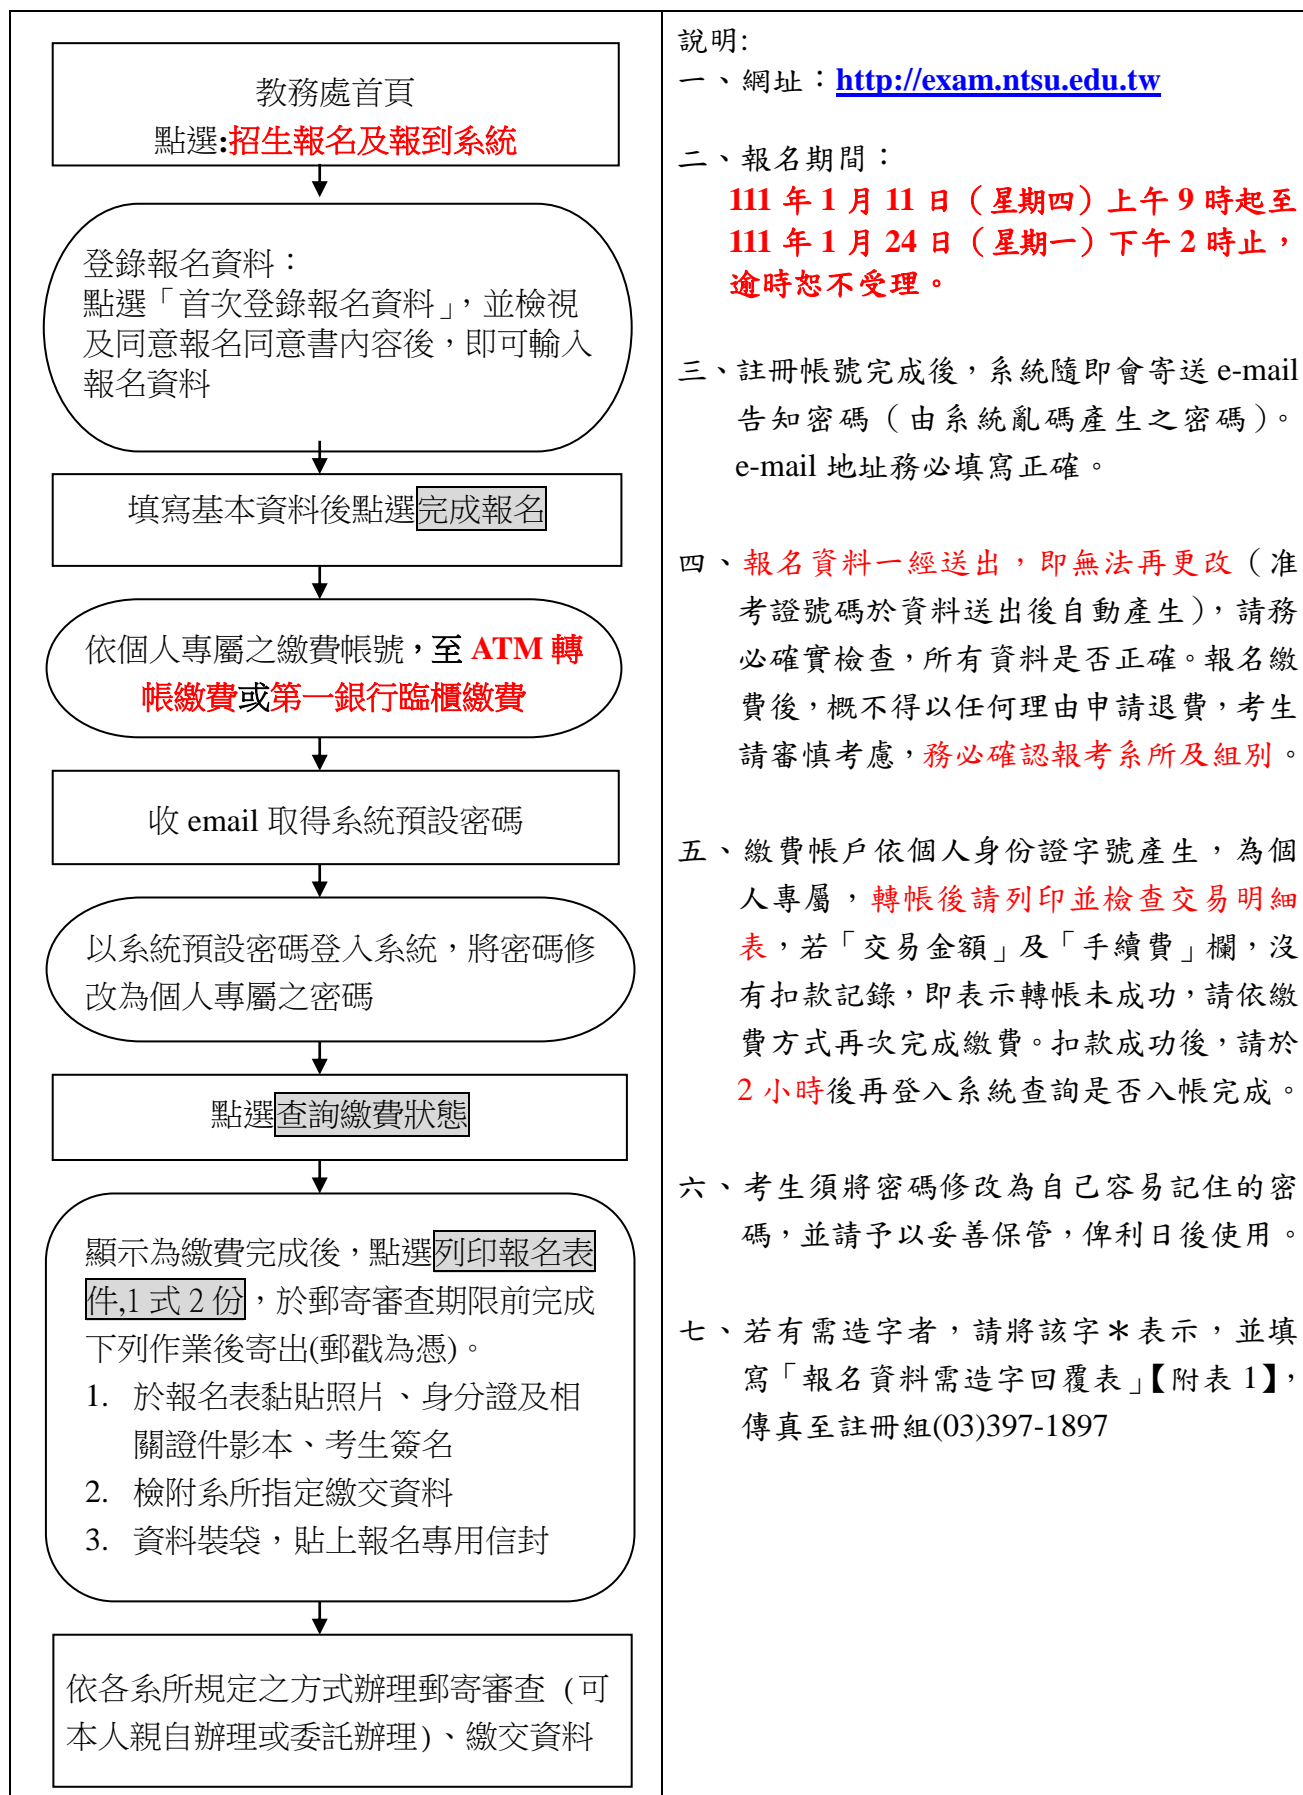 教務處首頁
點選:招生報名及報到系統
登錄報名資料：
點選「首次登錄報名資料」，並檢視
及同意報名同意書內容後，即可輸入
報名資料
填寫基本資料後點選完成報名
依個人專屬之繳費帳號，至 ATM 轉
帳繳費或第一銀行臨櫃繳費
收 email 取得系統預設密碼
以系統預設密碼登入系統，將密碼修
改為個人專屬之密碼
點選查詢繳費狀態
顯示為繳費完成後，點選列印報名表
件,1 式 2 份，於郵寄審查期限前完成
下列作業後寄出(郵戳為憑)。
1. 於報名表黏貼照片、身分證及相
關證件影本、考生簽名
2. 檢附系所指定繳交資料
3. 資料裝袋，貼上報名專用信封
依各系所規定之方式辦理郵寄審查（可
本人親自辦理或委託辦理)、繳交資料
說明:
一、網址：http://exam.ntsu.edu.tw
二、報名期間：
111 年 1 月 11 日（星期四）上午 9 時起至
111 年 1 月 24 日（星期一）下午 2 時止，
逾時恕不受理。
三、註冊帳號完成後，系統隨即會寄送 e-mail
告知密碼（由系統亂碼產生之密碼）。
e-mail 地址務必填寫正確。
四、報名資料一經送出，即無法再更改（准
考證號碼於資料送出後自動產生），請務
必確實檢查，所有資料是否正確。報名繳
費後，概不得以任何理由申請退費，考生
請審慎考慮，務必確認報考系所及組別。
五、繳費帳戶依個人身份證字號產生，為個
人專屬，轉帳後請列印並檢查交易明細
表，若「交易金額」及「手續費」欄，沒
有扣款記錄，即表示轉帳未成功，請依繳
費方式再次完成繳費。扣款成功後，請於
2 小時後再登入系統查詢是否入帳完成。
六、考生須將密碼修改為自己容易記住的密
碼，並請予以妥善保管，俾利日後使用。
七、若有需造字者，請將該字＊表示，並填
寫「報名資料需造字回覆表」【附表 1】，
傳真至註冊組(03)397-1897